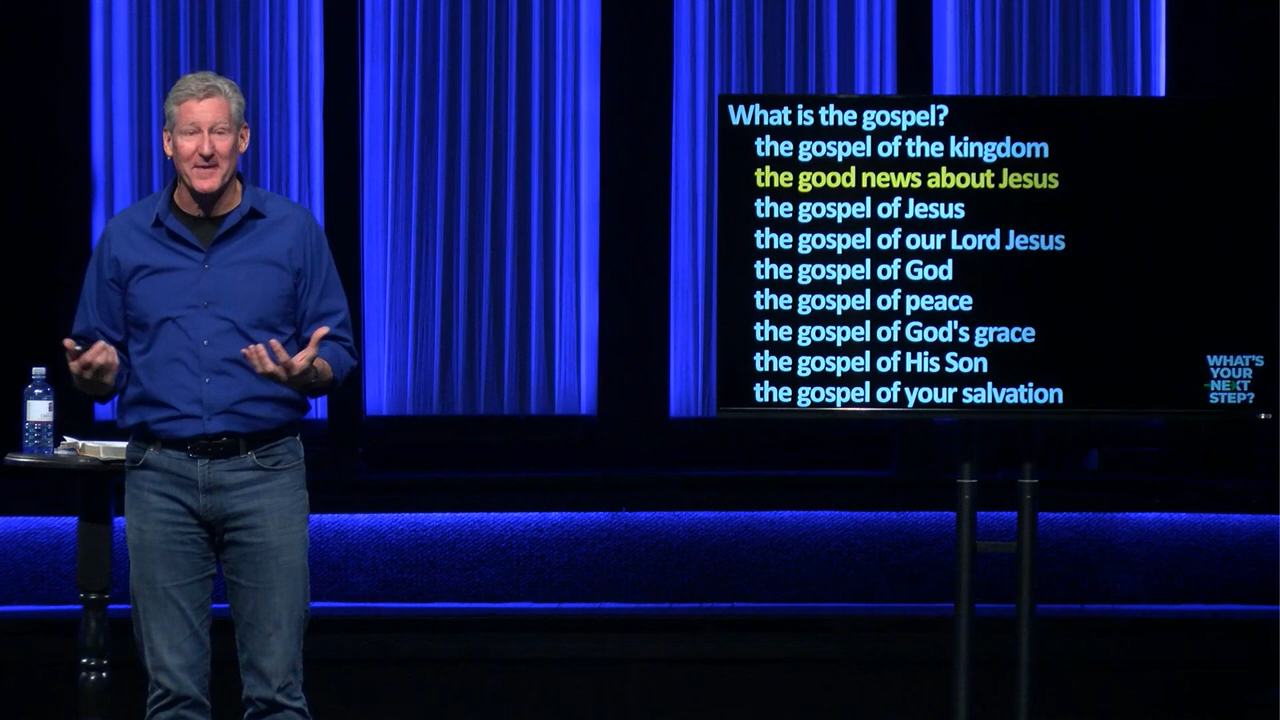 What is the gospel?
the gospel of the kingdom
the good news about Jesus
the gospel of Jesus
the gospel of our Lord Jesus
the gospel of God
the gospel of peace
the gospel of God's grace
the gospel of His Son
the gospel of your salvation
WHAT'S
YOUR
NEXT
STEP?